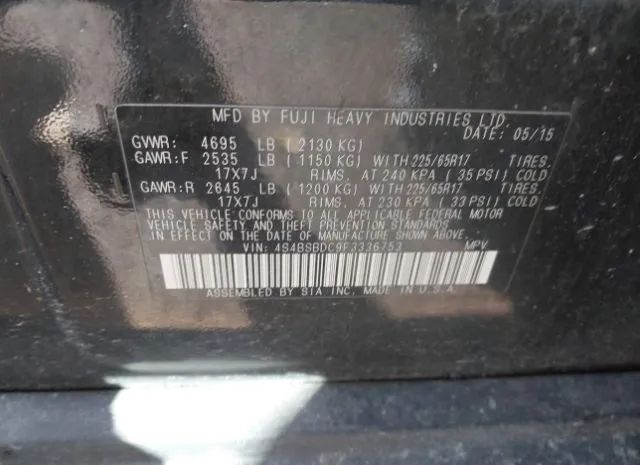 MFD BY FUJI HEAVY INDUSTRIES LTD.
DATE: 05/15
GVWR: 4695 LB ( 2130 KG)
GAWR:F 2535 LB ( 1150 KG) WITH 225/65R17 TIRES.
17X7J RIMS. AT 240 KPA ( 35 PSI) COLD
GAWR:R 2645 LB ( 1200 KG) WITH 225/65R17 TIRES.
17X7J RIMS. AT 230 KPA ( 33 PSI) COLD
THIS VEHICLE CONFORMS TO ALL APPLICABLE FEDERAL MOTOR
VEHICLE SAFETY AND THEFT PREVENTION STANDARDS
IN EFFECT ON THE DATE OF MANUFACTURE SHOWN ABOVE.
VIN: 4S4BSBDC9F3336753 MPV
ASSEMBLED BY SIA INC. MADE IN U.S.A.